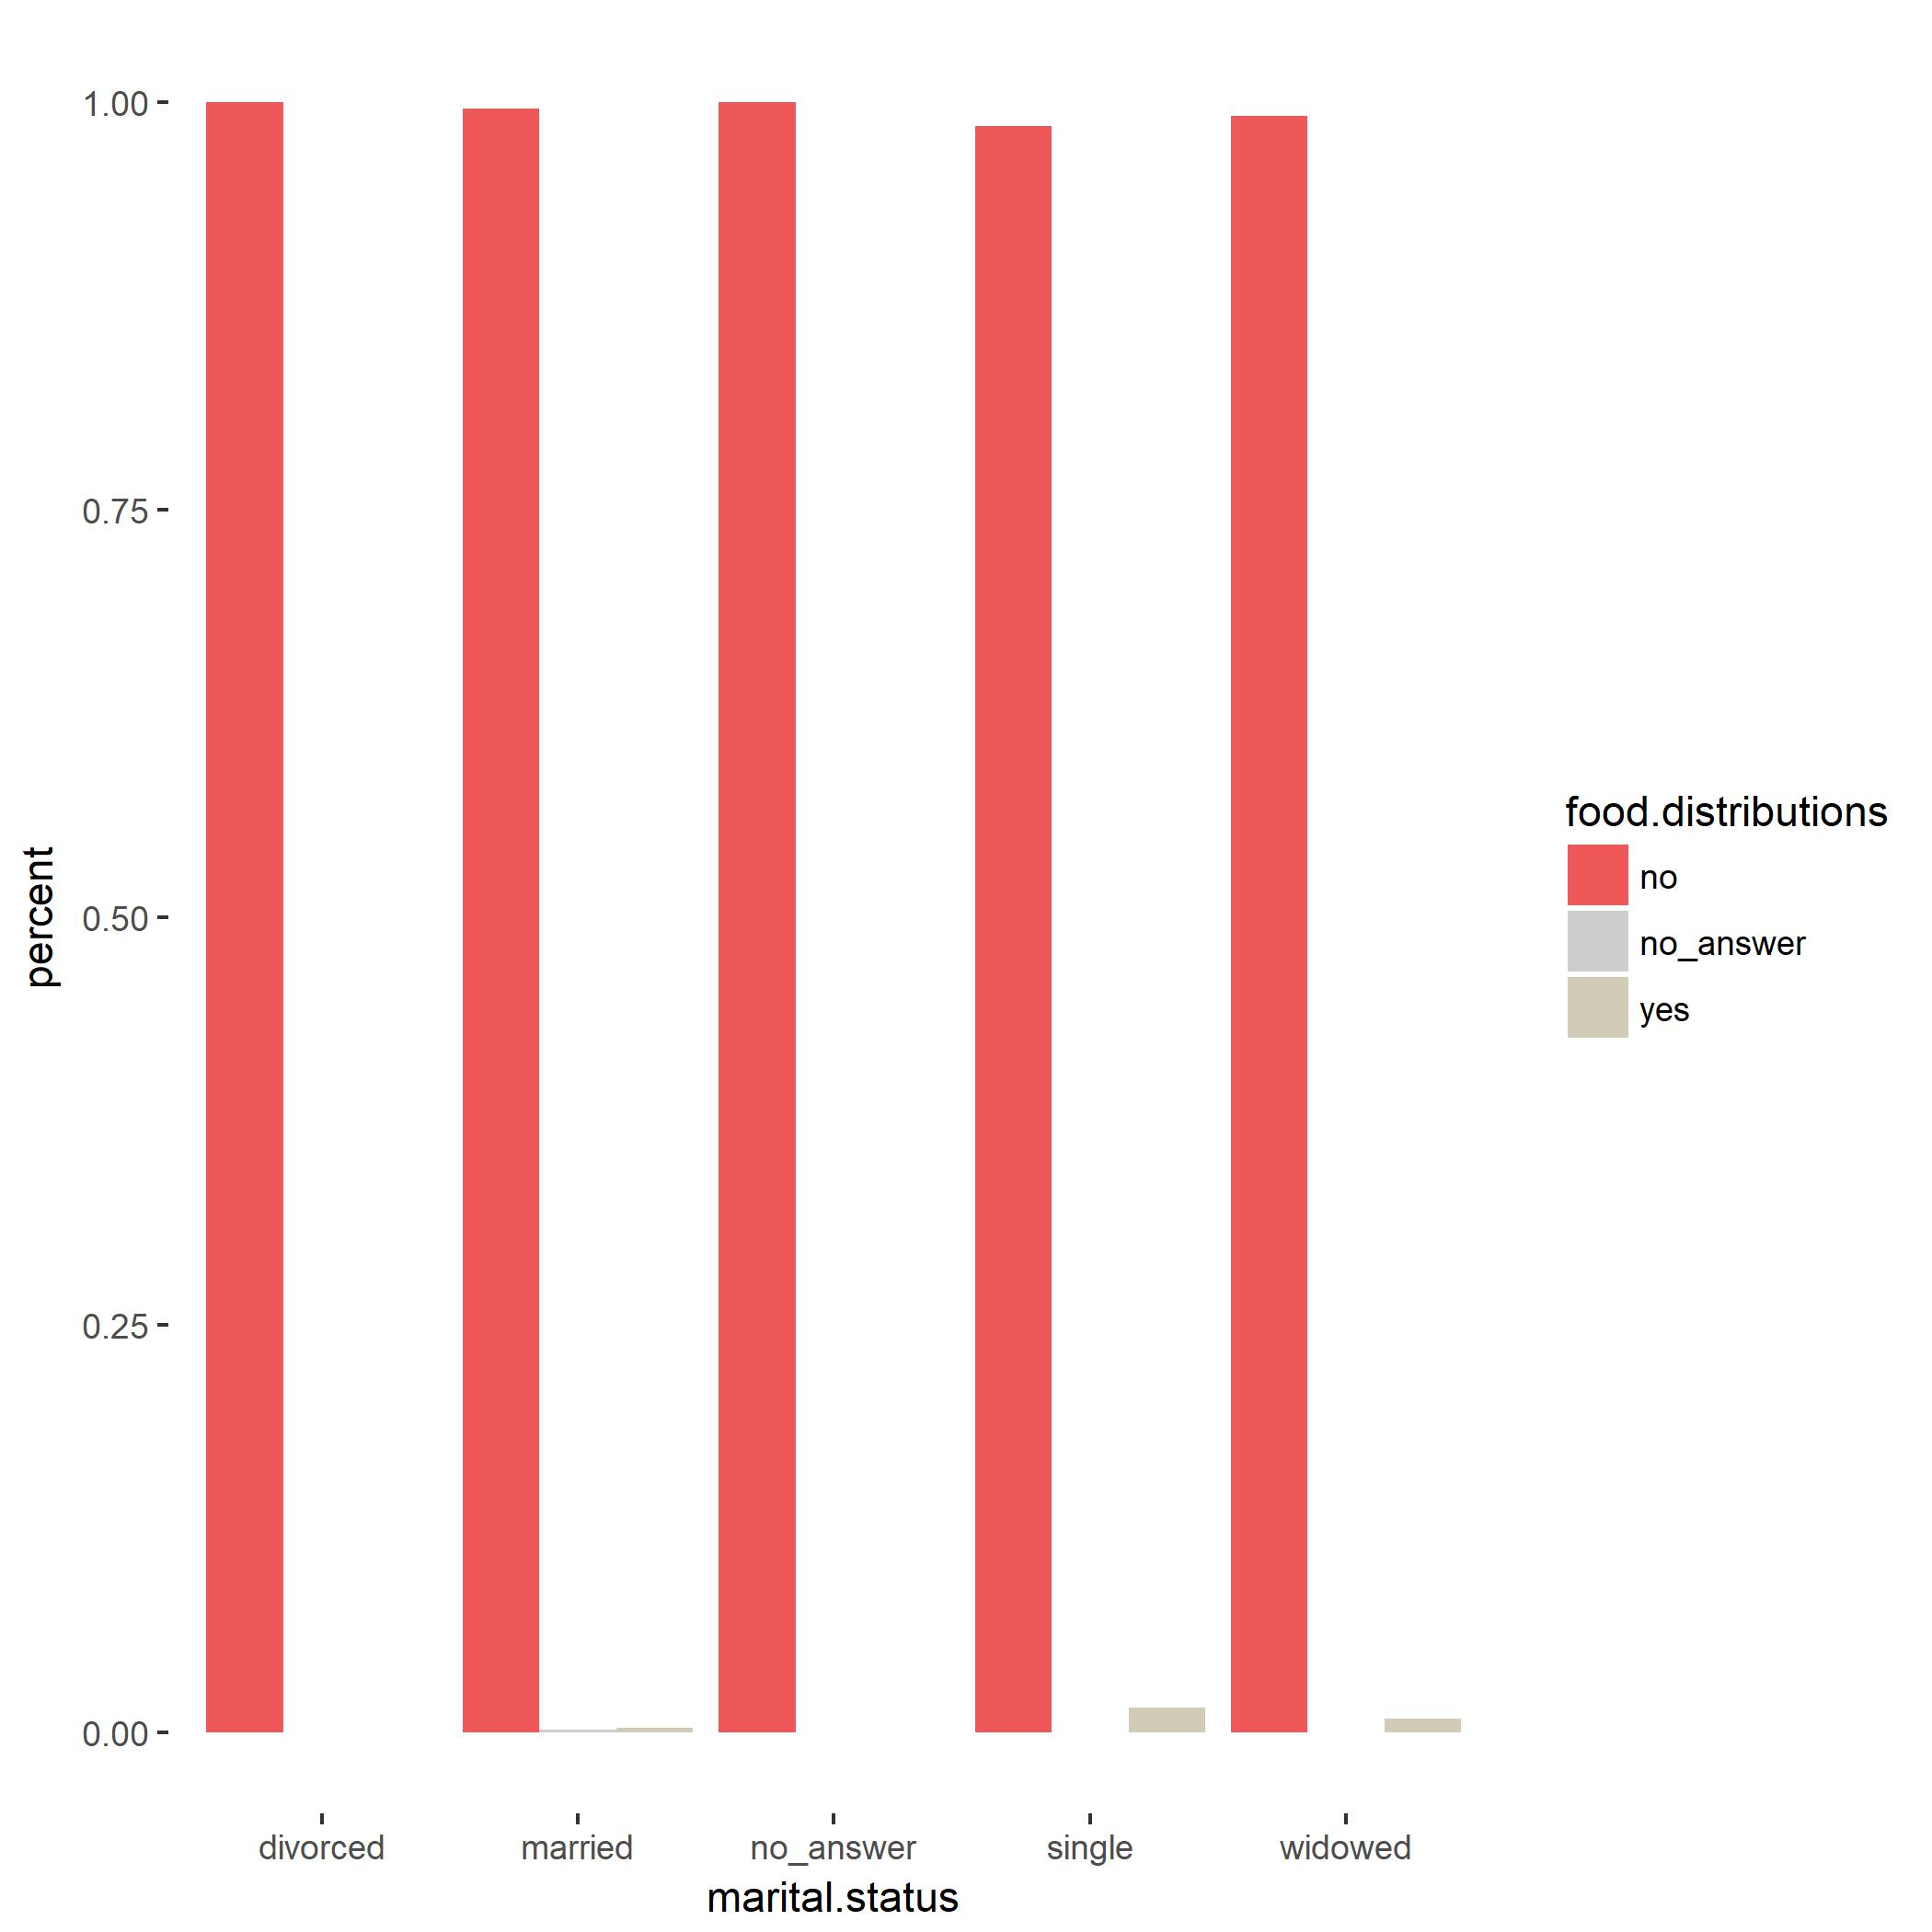 percent
1.00
0.75
0.50
0.25
0.00
divorced married no_answer single widowed
marital.status
food.distributions
no
no_answer
yes